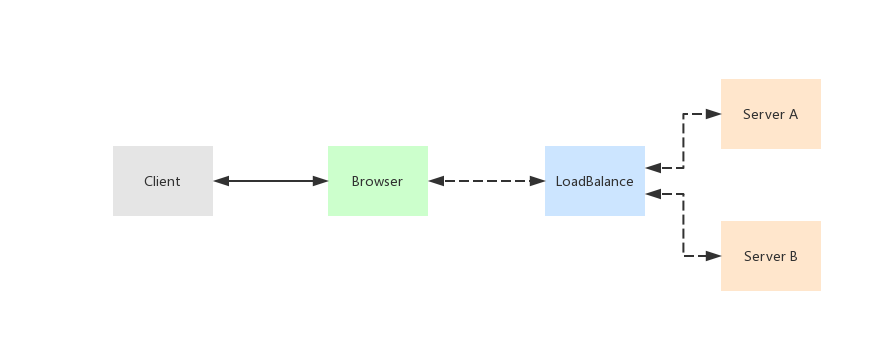 Client
Browser
LoadBalance
Server A
Server B